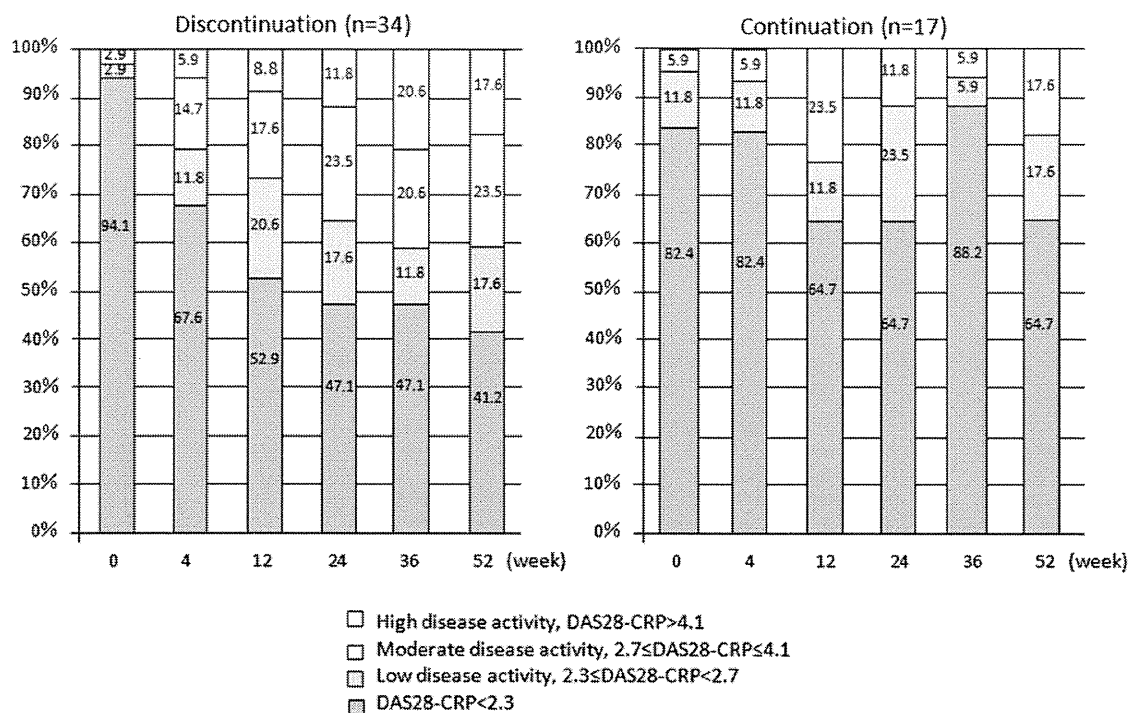 Discontinuation (n=34)
100%
2.9 5.9 8.8 11.8 20.6 17.6
2.9
90%
14.7 17.6
80%
11.8 23.5 20.6 23.5
70%
94.1 20.6
60%
17.6 11.8 17.6
50%
67.6
40%
52.9
30%
47.1 47.1 41.2
20%
10%
0%
0 4 12 24 36 52 (week)
Continuation (n=17)
100%
5.9 5.9 11.8 5.9 17.6
90%
11.8 11.8 23.5 5.9
80%
23.5
70%
11.8 17.6
60%
82.4 82.4 88.2
50%
64.7
40%
64.7 64.7
30%
20%
10%
0%
0 4 12 24 36 52 (week)
High disease activity, DAS28-CRP>4.1
Moderate disease activity, 2.7≤DAS28-CRP≤4.1
Low disease activity, 2.3≤DAS28-CRP<2.7
DAS28-CRP<2.3